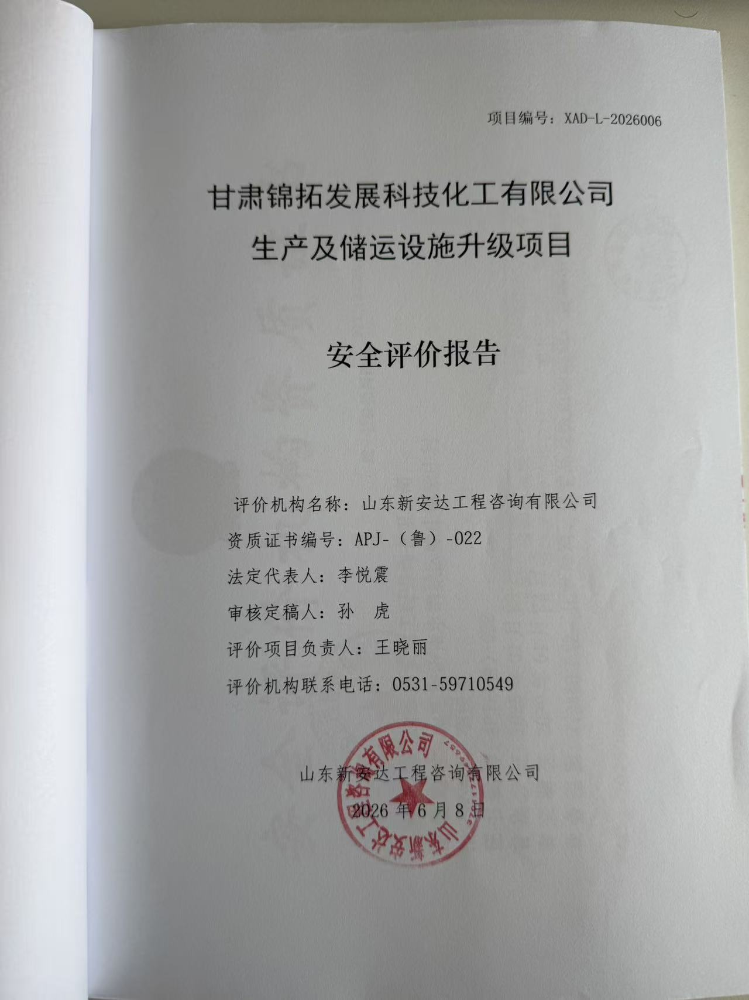 项目编号：XAD-L-2026006
甘肃锦拓发展科技化工有限公司
生产及储运设施升级项目
安全评价报告
评价机构名称：山东新安达工程咨询有限公司
资质证书编号：APJ-（鲁）-022
法定代表人：李悦震
审核定稿人：孙　虎
评价项目负责人：王晓丽
评价机构联系电话：0531-59710549
山东新安达工程咨询有限公司
2026 年 6 月 8 日
山东新安达工程咨询有限公司